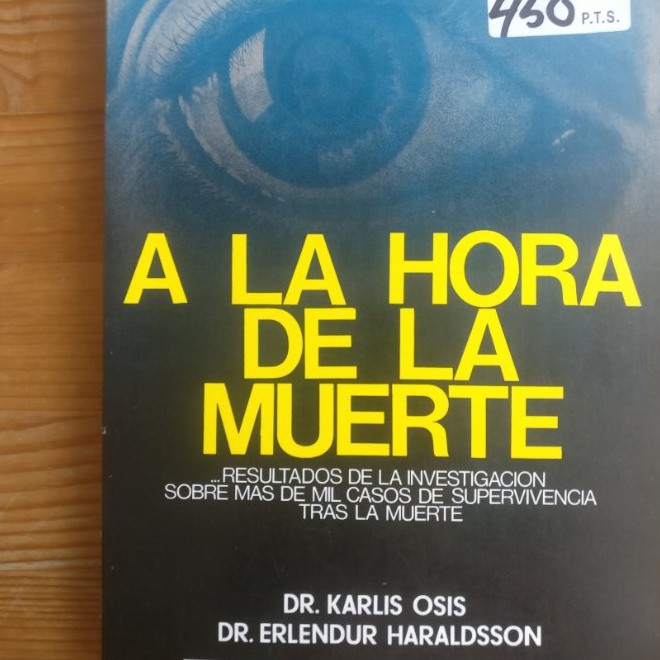 450 P.T.S.
A LA HORA
DE LA
MUERTE
...RESULTADOS DE LA INVESTIGACION
SOBRE MAS DE MIL CASOS DE SUPERVIVENCIA
TRAS LA MUERTE
DR. KARLIS OSIS
DR. ERLENDUR HARALDSSON